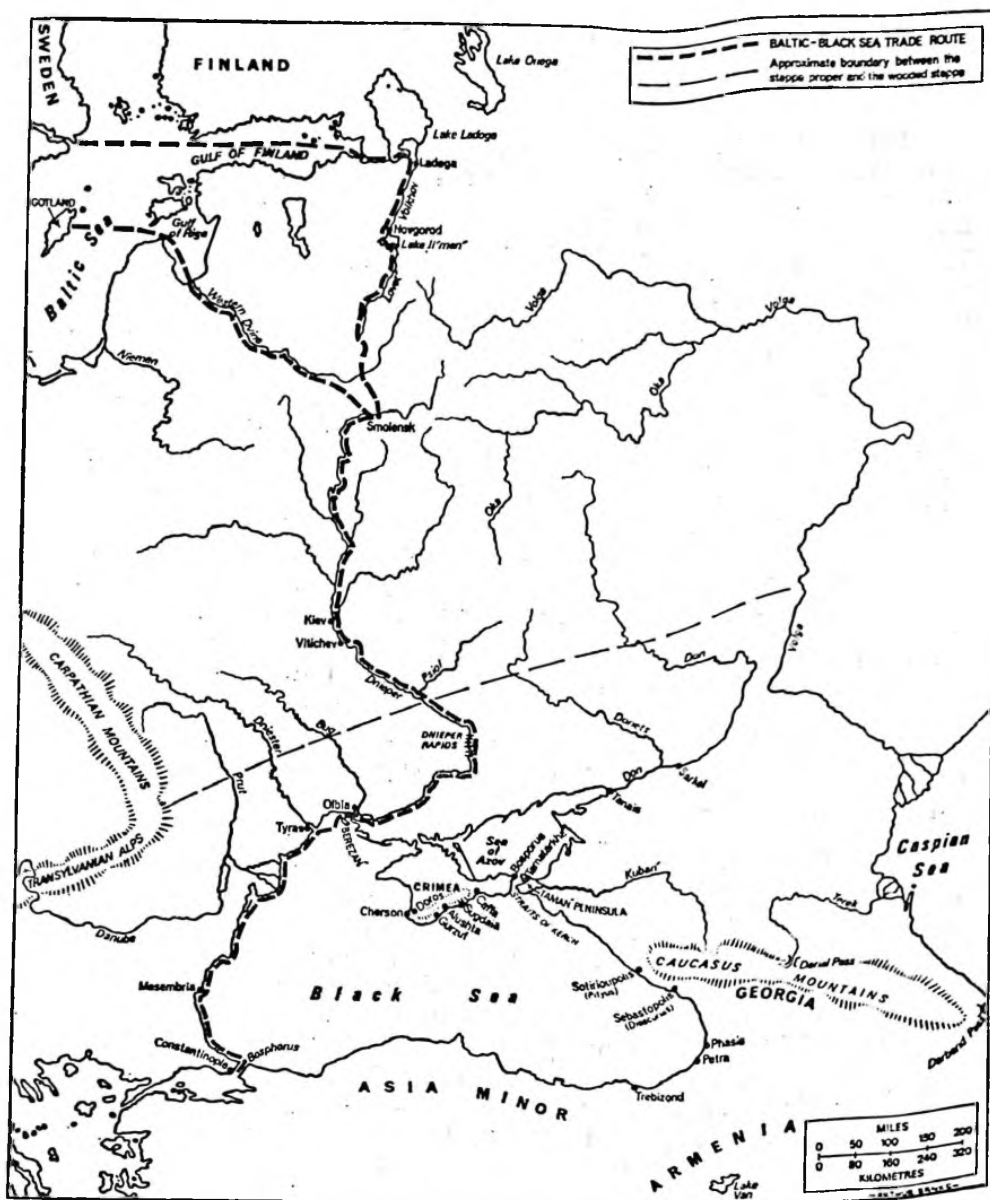 BALTIC-BLACK SEA TRADE ROUTE
Approximate boundary between the
steppe proper and the wooded steppe
SWEDEN
FINLAND
Lake Onega
Lake Ladoga
GULF OF FINLAND
Ladoga
Volkhov
GOTLAND
Baltic Sea
Gulf
of Riga
Novgorod
Lake Il'men'
Lovat
Western Dvina
Volga
Volga
Niemen
Oka
Smolensk
Oka
Kiev
Vitichev
Volga
CARPATHIAN MOUNTAINS
Dnieper
Psiol
Don
Dniester
Bug
DNIEPER
RAPIDS
Donets
Prut
Don
Sarkel
Olbia
Tanais
Tyras
BEREZAN'
Sea
of
Azov
Bosporus
Tamatarkha
Caspian
Sea
TRANSYLVANIAN ALPS
CRIMEA
Kuban'
TAMAN PENINSULA
Cherson
Doros
Caffa
Sougdaia
Alushta
Gurzuf
STRAITS OF KERCH
Terek
Danube
Darial Pass
CAUCASUS MOUNTAINS
Sotirioupolis
(Pityus)
GEORGIA
Mesembria
Black Sea
Sebastopolis
(Dioscurias)
Derbend Pass
Phasis
Petra
Constantinople
Bosphorus
ASIA MINOR
Trebizond
ARMENIA
MILES
0 50 100 150 200
0 80 160 240 320
KILOMETRES
B
Lake
Van